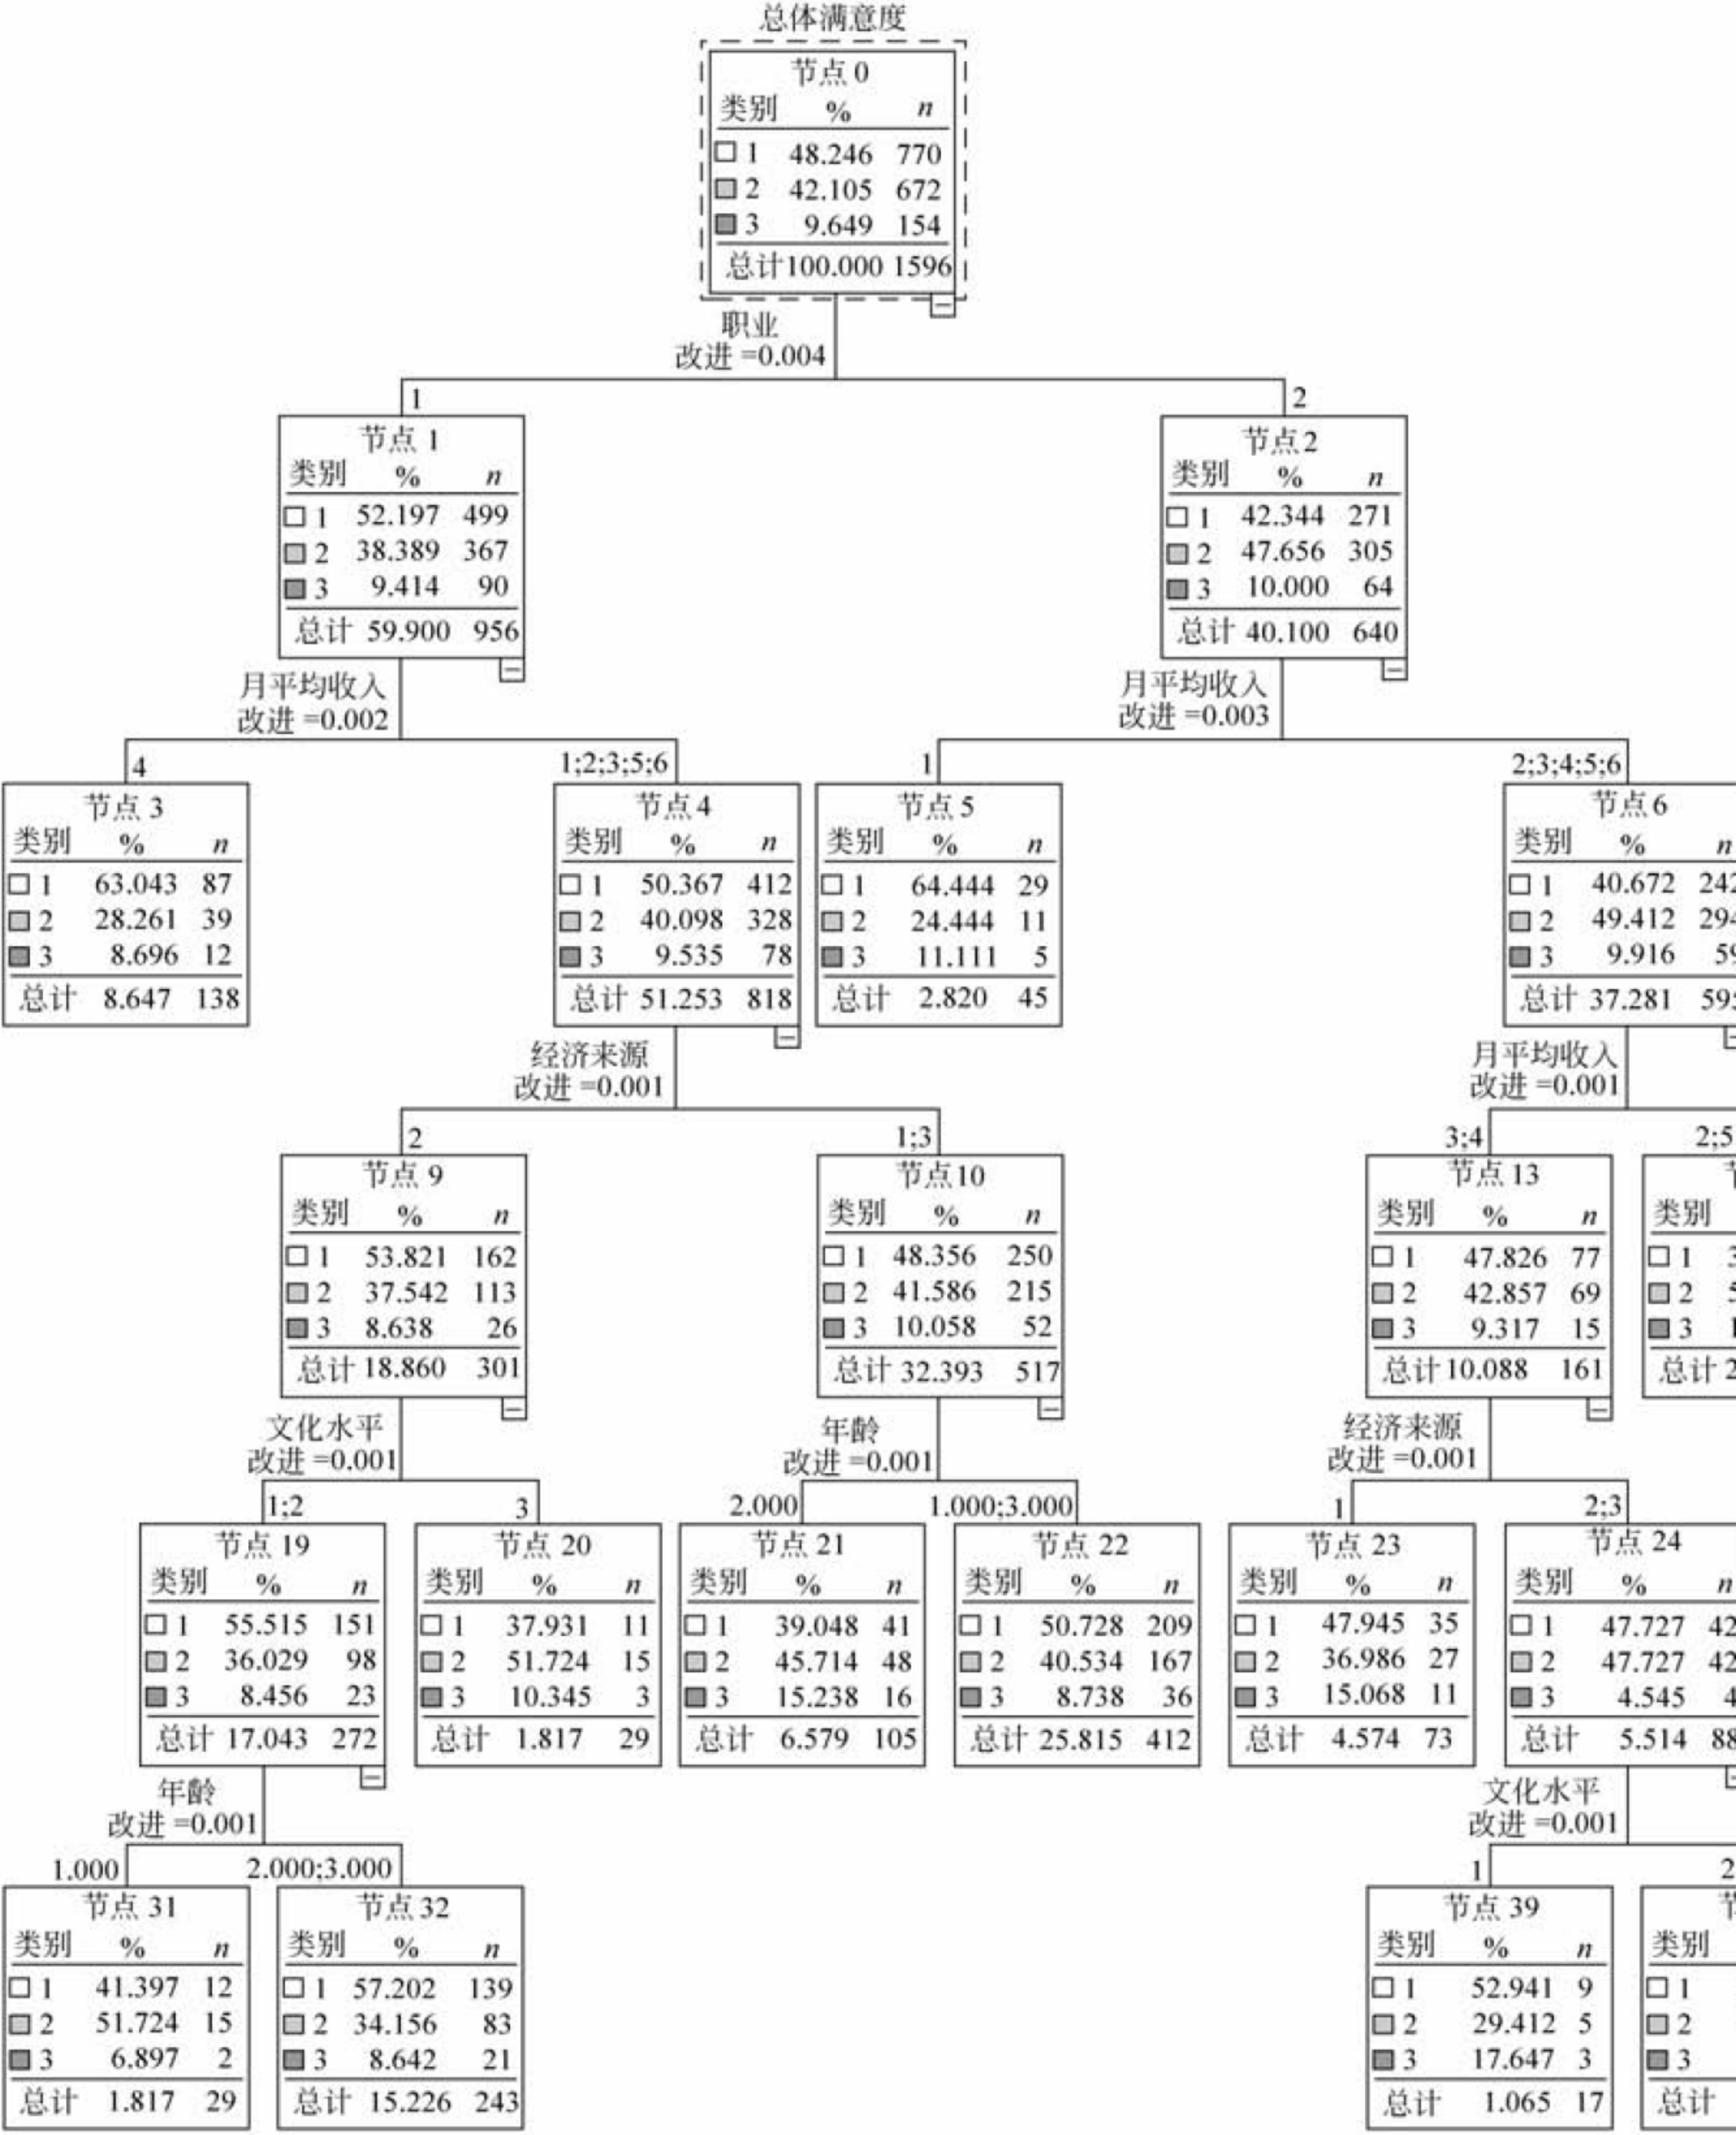 总体满意度
节点 0
类别 % n
1 48.246 770
2 42.105 672
3 9.649 154
总计 100.000 1596
职业
改进 =0.004
1
2
节点 1
类别 % n
1 52.197 499
2 38.389 367
3 9.414 90
总计 59.900 956
节点2
类别 % n
1 42.344 271
2 47.656 305
3 10.000 64
总计 40.100 640
月平均收入
改进 =0.002
月平均收入
改进 =0.003
4
1;2;3;5;6
1
2;3;4;5;6
节点 3
类别 % n
1 63.043 87
2 28.261 39
3 8.696 12
总计 8.647 138
节点4
类别 % n
1 50.367 412
2 40.098 328
3 9.535 78
总计 51.253 818
节点 5
类别 % n
1 64.444 29
2 24.444 11
3 11.111 5
总计 2.820 45
节点6
类别 % n
1 40.672 242
2 49.412 294
3 9.916 59
总计 37.281 595
经济来源
改进 =0.001
月平均收入
改进 =0.001
2
1;3
3;4
2;5
节点 9
类别 % n
1 53.821 162
2 37.542 113
3 8.638 26
总计 18.860 301
节点10
类别 % n
1 48.356 250
2 41.586 215
3 10.058 52
总计 32.393 517
节点 13
类别 % n
1 47.826 77
2 42.857 69
3 9.317 15
总计 10.088 161
类别
1
2
3
总计
文化水平
改进 =0.001
年龄
改进 =0.001
经济来源
改进 =0.001
1;2
3
2.000
1.000;3.000
1
2;3
节点 19
类别 % n
1 55.515 151
2 36.029 98
3 8.456 23
总计 17.043 272
节点 20
类别 % n
1 37.931 11
2 51.724 15
3 10.345 3
总计 1.817 29
节点 21
类别 % n
1 39.048 41
2 45.714 48
3 15.238 16
总计 6.579 105
节点 22
类别 % n
1 50.728 209
2 40.534 167
3 8.738 36
总计 25.815 412
节点 23
类别 % n
1 47.945 35
2 36.986 27
3 15.068 11
总计 4.574 73
节点 24
类别 % n
1 47.727 42
2 47.727 42
3 4.545 4
总计 5.514 88
年龄
改进 =0.001
文化水平
改进 =0.001
1.000
2.000;3.000
1
2
节点 31
类别 % n
1 41.397 12
2 51.724 15
3 6.897 2
总计 1.817 29
节点 32
类别 % n
1 57.202 139
2 34.156 83
3 8.642 21
总计 15.226 243
节点 39
类别 % n
1 52.941 9
2 29.412 5
3 17.647 3
总计 1.065 17
类别
1
2
3
总计